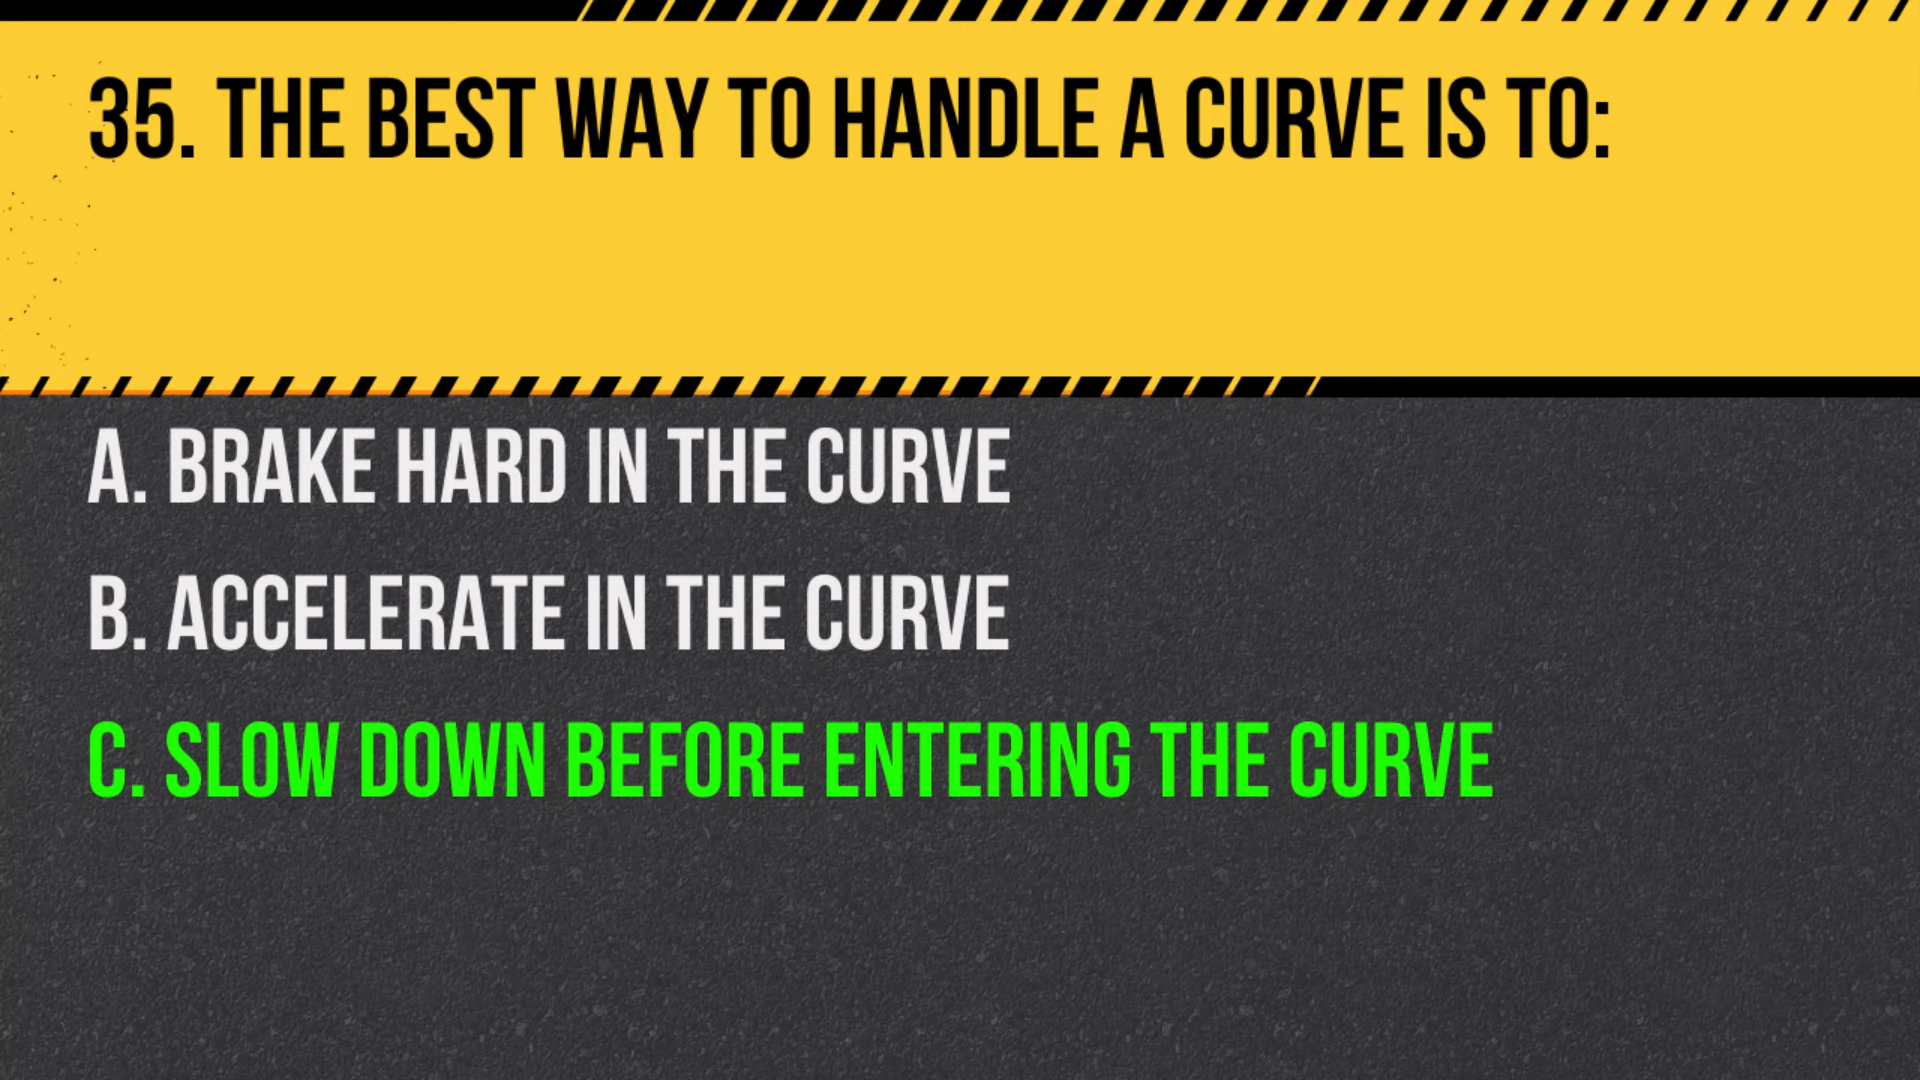 35. THE BEST WAY TO HANDLE A CURVE IS TO:
A. BRAKE HARD IN THE CURVE
B. ACCELERATE IN THE CURVE
C. SLOW DOWN BEFORE ENTERING THE CURVE